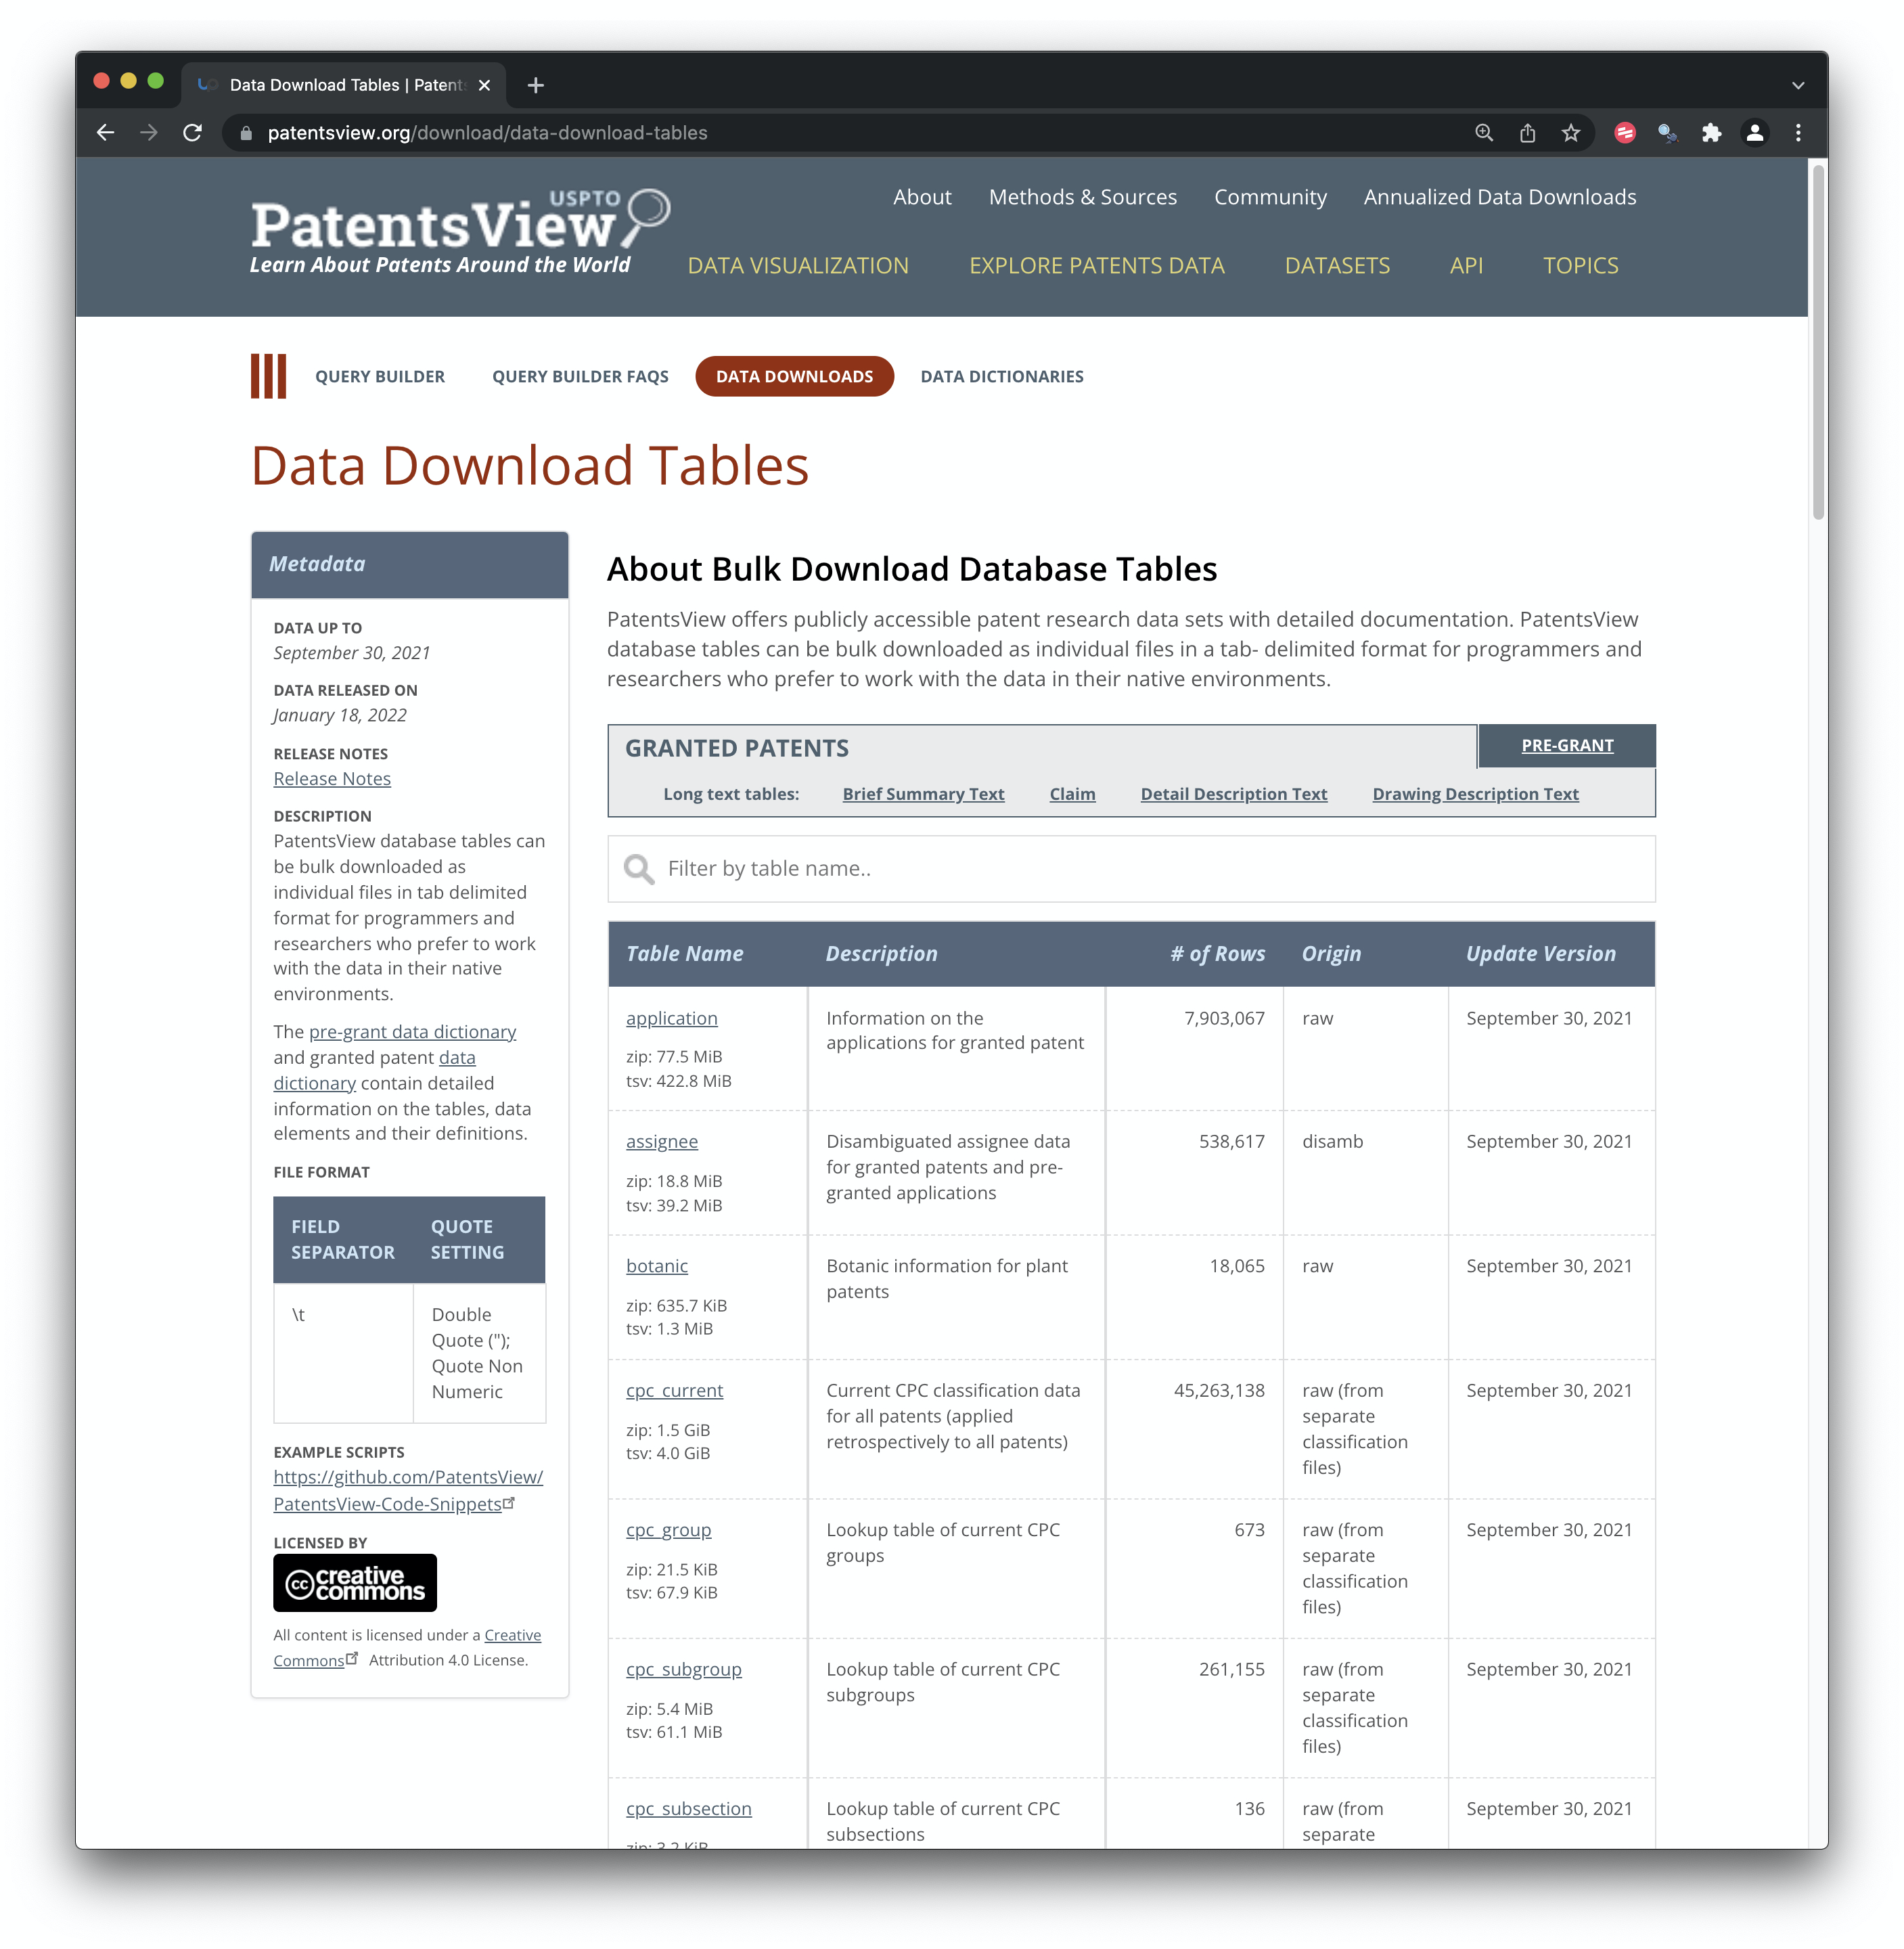 Data Download Tables | Patents
patentsview.org/download/data-download-tables
USPTO
PatentsView
Learn About Patents Around the World
About Methods & Sources Community Annualized Data Downloads
DATA VISUALIZATION EXPLORE PATENTS DATA DATASETS API TOPICS
QUERY BUILDER QUERY BUILDER FAQS DATA DOWNLOADS DATA DICTIONARIES
Data Download Tables
Metadata
DATA UP TO
September 30, 2021
DATA RELEASED ON
January 18, 2022
RELEASE NOTES
Release Notes
DESCRIPTION
PatentsView database tables can
be bulk downloaded as
individual files in tab delimited
format for programmers and
researchers who prefer to work
with the data in their native
environments.
The pre-grant data dictionary
and granted patent data
dictionary contain detailed
information on the tables, data
elements and their definitions.
FILE FORMAT
FIELD SEPARATOR QUOTE SETTING
\t Double
Quote (");
Quote Non
Numeric
EXAMPLE SCRIPTS
https://github.com/PatentsView/
PatentsView-Code-Snippets
LICENSED BY
cc creative
commons
All content is licensed under a Creative
Commons Attribution 4.0 License.
About Bulk Download Database Tables
PatentsView offers publicly accessible patent research data sets with detailed documentation. PatentsView
database tables can be bulk downloaded as individual files in a tab- delimited format for programmers and
researchers who prefer to work with the data in their native environments.
GRANTED PATENTS PRE-GRANT
Long text tables: Brief Summary Text Claim Detail Description Text Drawing Description Text
Filter by table name..
Table Name Description # of Rows Origin Update Version
application Information on the 7,903,067 raw September 30, 2021
applications for granted patent
zip: 77.5 MiB
tsv: 422.8 MiB
assignee Disambiguated assignee data 538,617 disamb September 30, 2021
for granted patents and pre-
zip: 18.8 MiB granted applications
tsv: 39.2 MiB
botanic Botanic information for plant 18,065 raw September 30, 2021
patents
zip: 635.7 KiB
tsv: 1.3 MiB
cpc_current Current CPC classification data 45,263,138 raw (from September 30, 2021
for all patents (applied separate
zip: 1.5 GiB retrospectively to all patents) classification
tsv: 4.0 GiB files)
cpc_group Lookup table of current CPC 673 raw (from September 30, 2021
groups separate
zip: 21.5 KiB classification
tsv: 67.9 KiB files)
cpc_subgroup Lookup table of current CPC 261,155 raw (from September 30, 2021
subgroups separate
zip: 5.4 MiB classification
tsv: 61.1 MiB files)
cpc_subsection Lookup table of current CPC 136 raw (from September 30, 2021
subsections separate
zip: 3.2 KiB